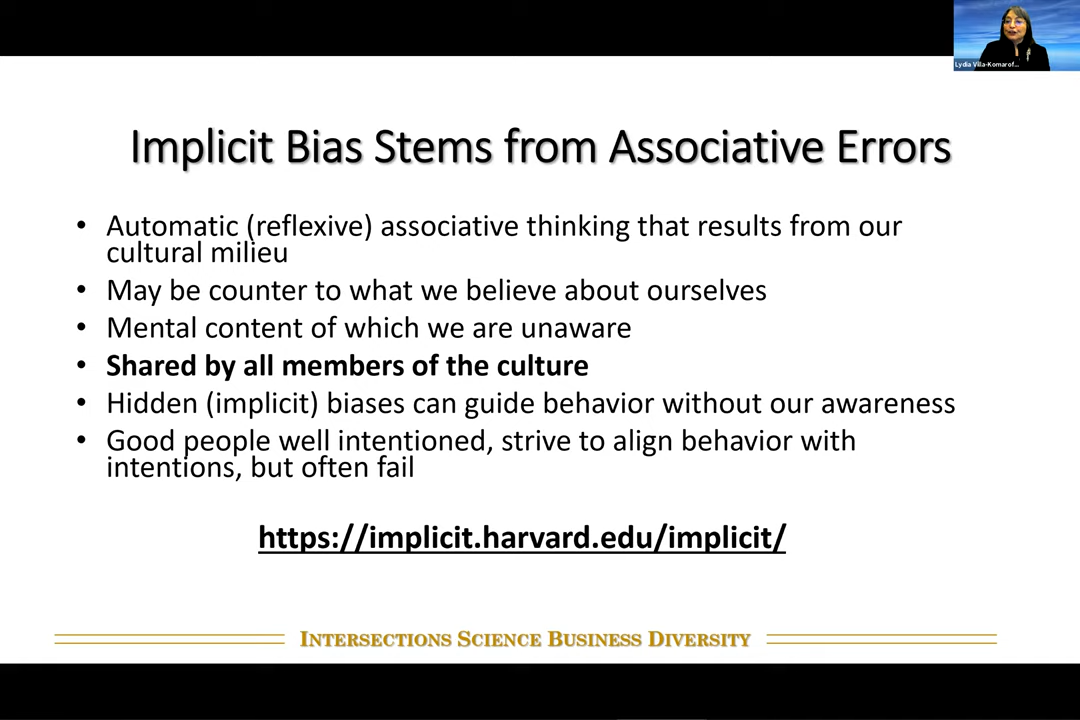 Lydia Villa-Komarof...
Implicit Bias Stems from Associative Errors
• Automatic (reflexive) associative thinking that results from our
cultural milieu
• May be counter to what we believe about ourselves
• Mental content of which we are unaware
• Shared by all members of the culture
• Hidden (implicit) biases can guide behavior without our awareness
• Good people well intentioned, strive to align behavior with
intentions, but often fail
https://implicit.harvard.edu/implicit/
INTERSECTIONS SCIENCE BUSINESS DIVERSITY